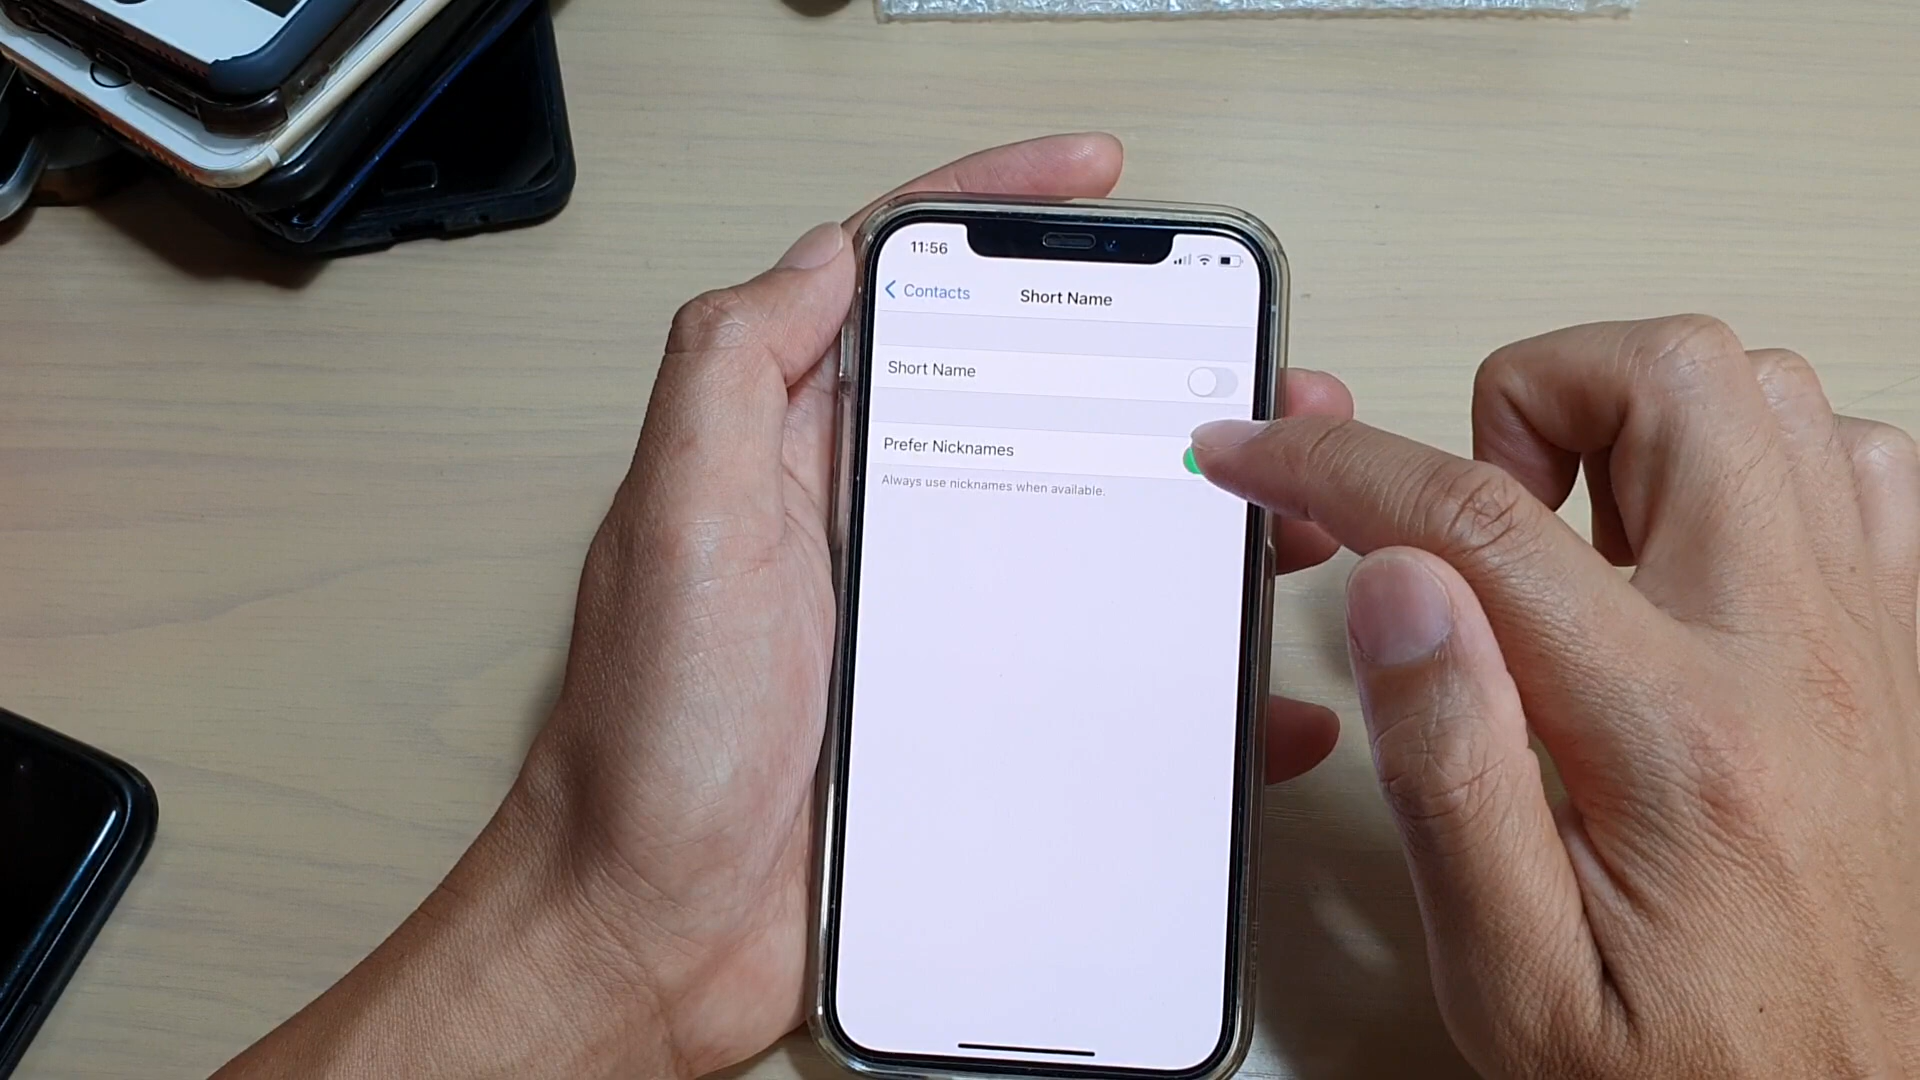 11:56
Contacts
Short Name
Short Name
Prefer Nicknames
Always use nicknames when available.